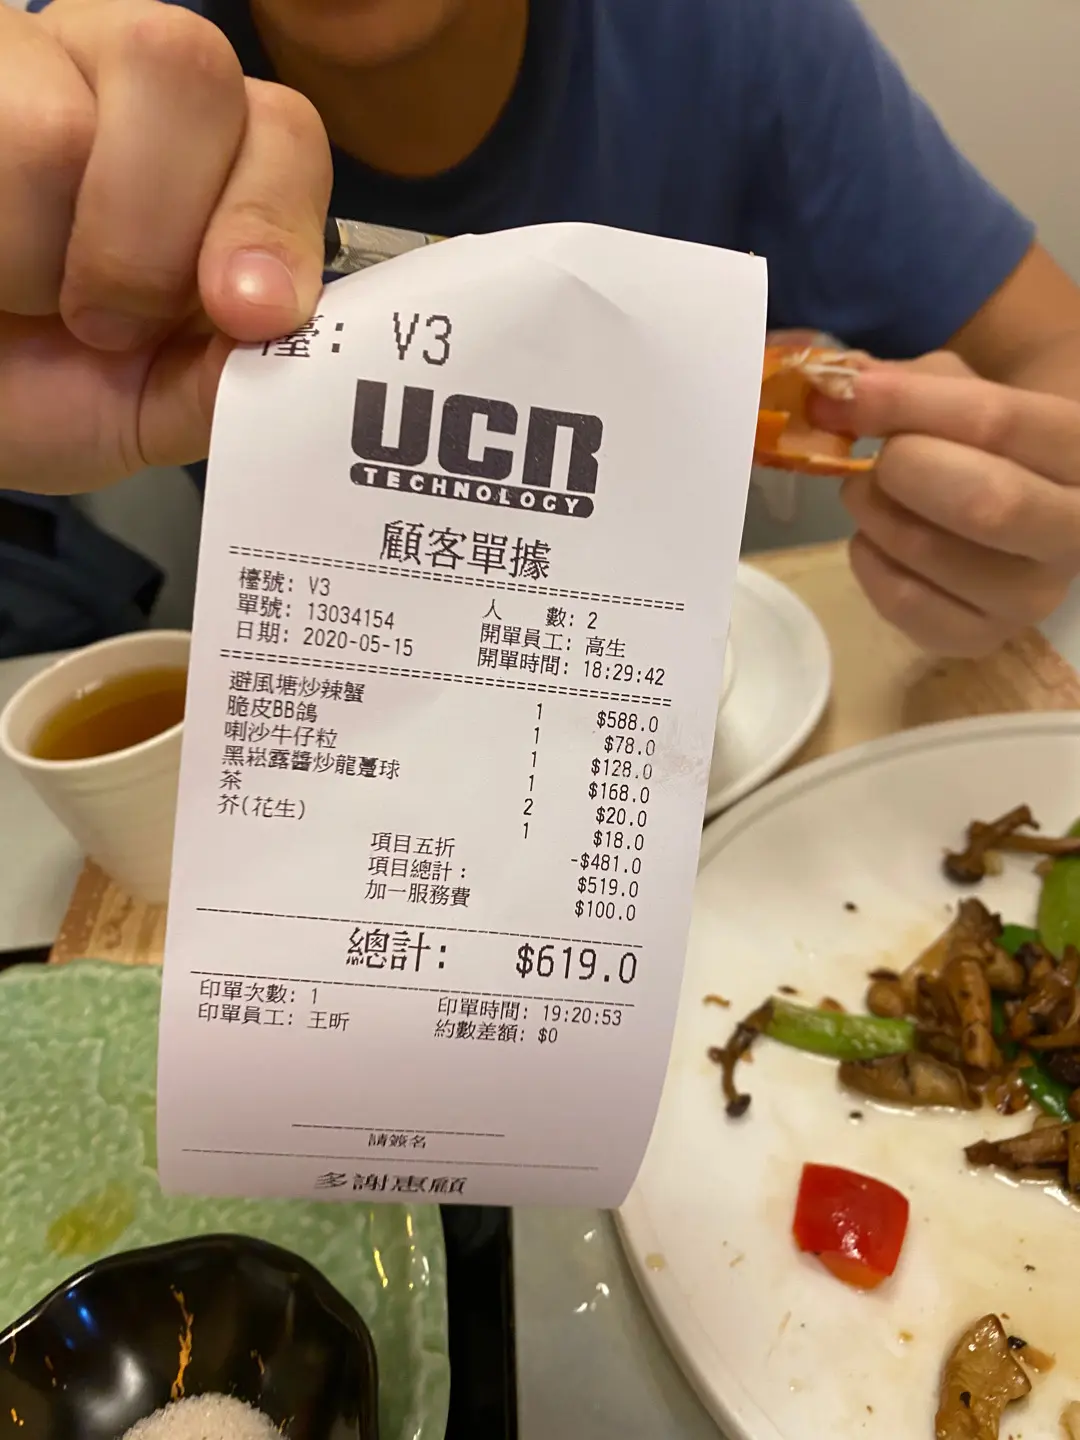 檯: V3
UCR
TECHNOLOGY
顧客單據
檯號: V3 人 數: 2
單號: 13034154 開單員工: 高生
日期: 2020-05-15 開單時間: 18:29:42
避風塘炒辣蟹 1 $588.0
脆皮BB鴿 1 $78.0
喇沙牛仔粒 1 $128.0
黑崧露醬炒龍躉球 1 $168.0
茶 2 $20.0
芥(花生) 1 $18.0
項目五折 -$481.0
項目總計: $519.0
加一服務費 $100.0
總計: $619.0
印單次數: 1 印單時間: 19:20:53
印單員工: 王昕 約數差額: $0
請簽名
多謝惠顧